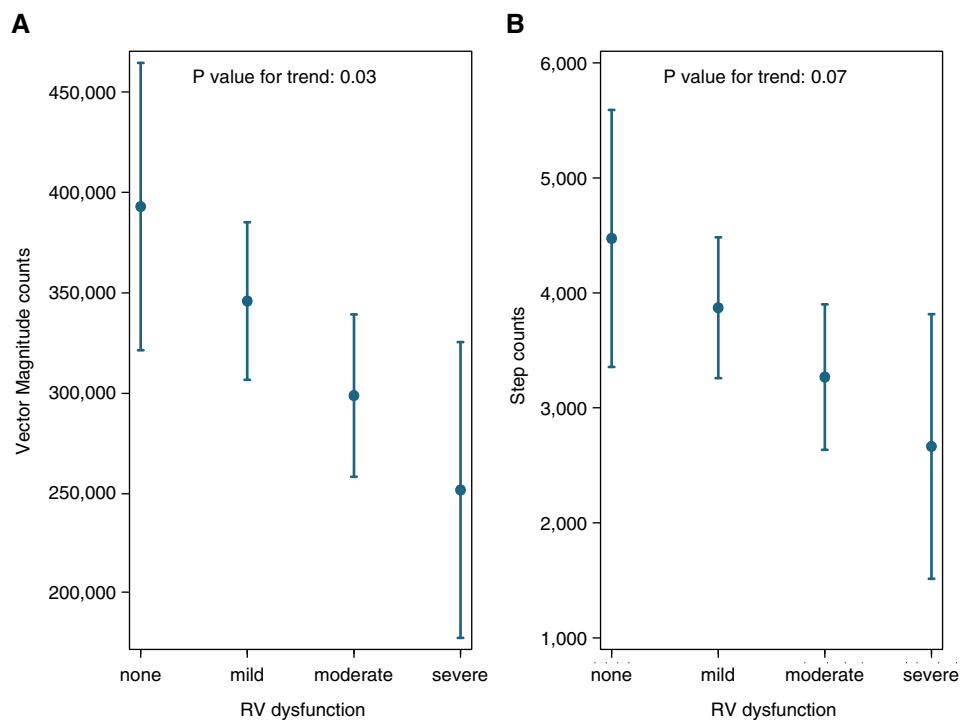 A
P value for trend: 0.03
Vector Magnitude counts
450,000
400,000
350,000
300,000
250,000
200,000
none mild moderate severe
RV dysfunction
B
P value for trend: 0.07
Step counts
6,000
5,000
4,000
3,000
2,000
1,000
none mild moderate severe
RV dysfunction